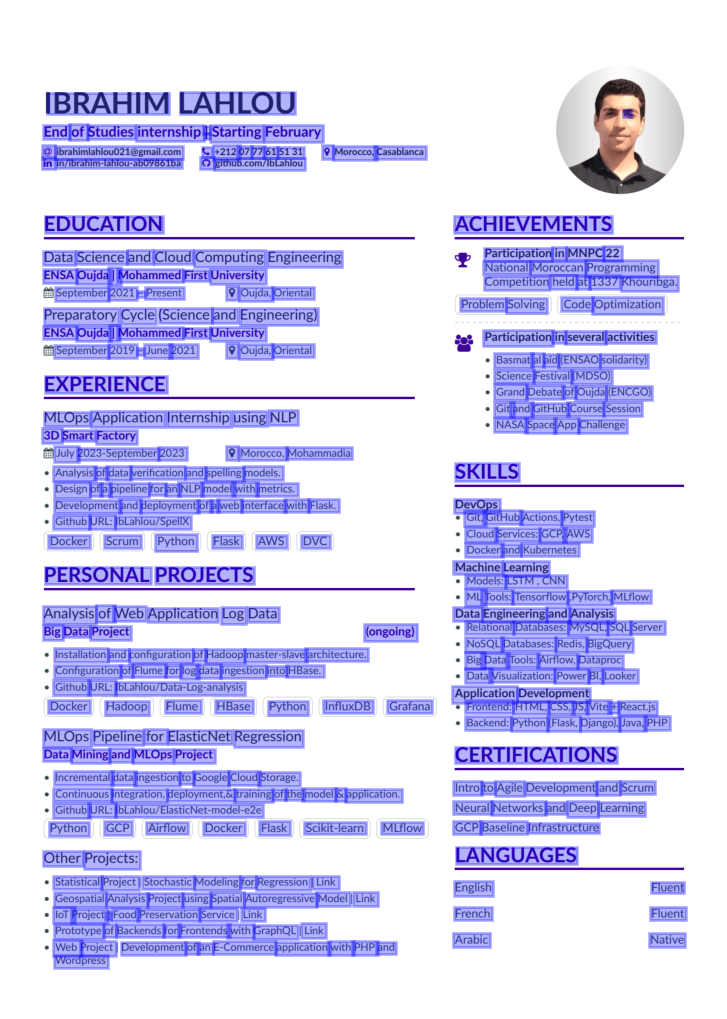 IBRAHIM LAHLOU
End of Studies internship | Starting February
ibrahimlahlou021@gmail.com +212 07 77 61 51 31 Morocco, Casablanca
in/ibrahim-lahlou-ab09861ba github.com/IbLahlou
EDUCATION
Data Science and Cloud Computing Engineering
ENSA Oujda | Mohammed First University
September 2021 – Present Oujda, Oriental
Preparatory Cycle (Science and Engineering)
ENSA Oujda | Mohammed First University
September 2019 – June 2021 Oujda, Oriental
EXPERIENCE
MLOps Application Internship using NLP
3D Smart Factory
July 2023-September 2023 Morocco, Mohammadia
• Analysis of data verification and spelling models.
• Design of a pipeline for an NLP model with metrics.
• Development and deployment of a web interface with Flask.
• Github URL: IbLahlou/SpellX
Docker Scrum Python Flask AWS DVC
PERSONAL PROJECTS
Analysis of Web Application Log Data
Big Data Project (ongoing)
• Installation and configuration of Hadoop master-slave architecture.
• Configuration of Flume for log data ingestion into HBase.
• Github URL: IbLahlou/Data-Log-analysis
Docker Hadoop Flume HBase Python InfluxDB Grafana
MLOps Pipeline for ElasticNet Regression
Data Mining and MLOps Project
• Incremental data ingestion to Google Cloud Storage.
• Continuous integration, deployment,& training of the model & application.
• Github URL: IbLahlou/ElasticNet-model-e2e
Python GCP Airflow Docker Flask Scikit-learn MLflow
Other Projects:
• Statistical Project | Stochastic Modeling for Regression | Link
• Geospatial Analysis Project using Spatial Autoregressive Model | Link
• IoT Project | Food Preservation Service | Link
• Prototype of Backends for Frontends with GraphQL | Link
• Web Project | Development of an E-Commerce application with PHP and
Wordpress
ACHIEVEMENTS
Participation in MNPC 22
National Moroccan Programming
Competition held at 1337 Khouribga.
Problem Solving Code Optimization
Participation in several activities
• Basmat al aid (ENSAO solidarity)
• Science Festival (MDSO)
• Grand Debate of Oujda (ENCGO)
• Git and GitHub Course Session
• NASA Space App Challenge
SKILLS
DevOps
• Git, GitHub Actions, Pytest
• Cloud Services: GCP, AWS
• Docker and Kubernetes
Machine Learning
• Models: LSTM , CNN
• ML Tools: Tensorflow ,PyTorch, MLflow
Data Engineering and Analysis
• Relational Databases: MySQL, SQL Server
• NoSQL Databases: Redis, BigQuery
• Big Data Tools: Airflow, Dataproc
• Data Visualization: Power BI, Looker
Application Development
• Frontend: HTML, CSS, JS, Vite + React.js
• Backend: Python (Flask, Django), Java, PHP
CERTIFICATIONS
Intro to Agile Development and Scrum
Neural Networks and Deep Learning
GCP Baseline Infrastructure
LANGUAGES
English Fluent
French Fluent
Arabic Native